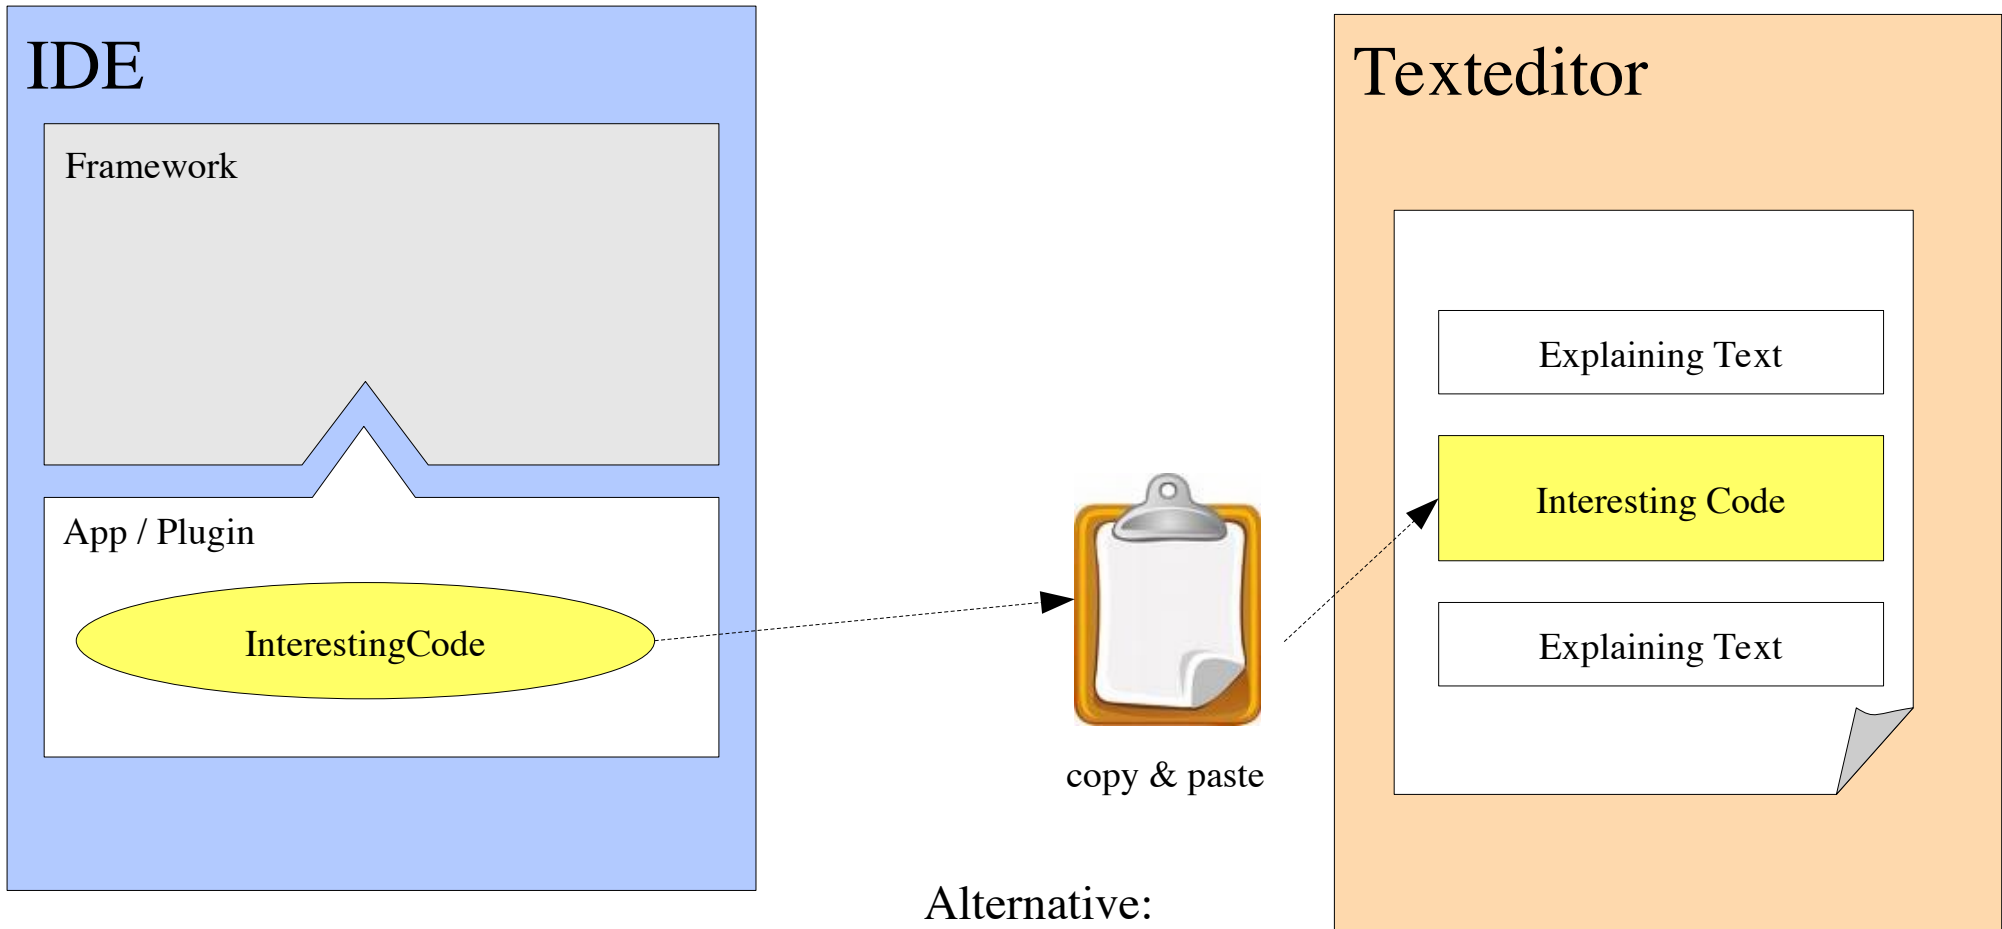 IDE
Framework
App / Plugin
InterestingCode
copy & paste
Alternative:
Texteditor
Explaining Text
Interesting Code
Explaining Text